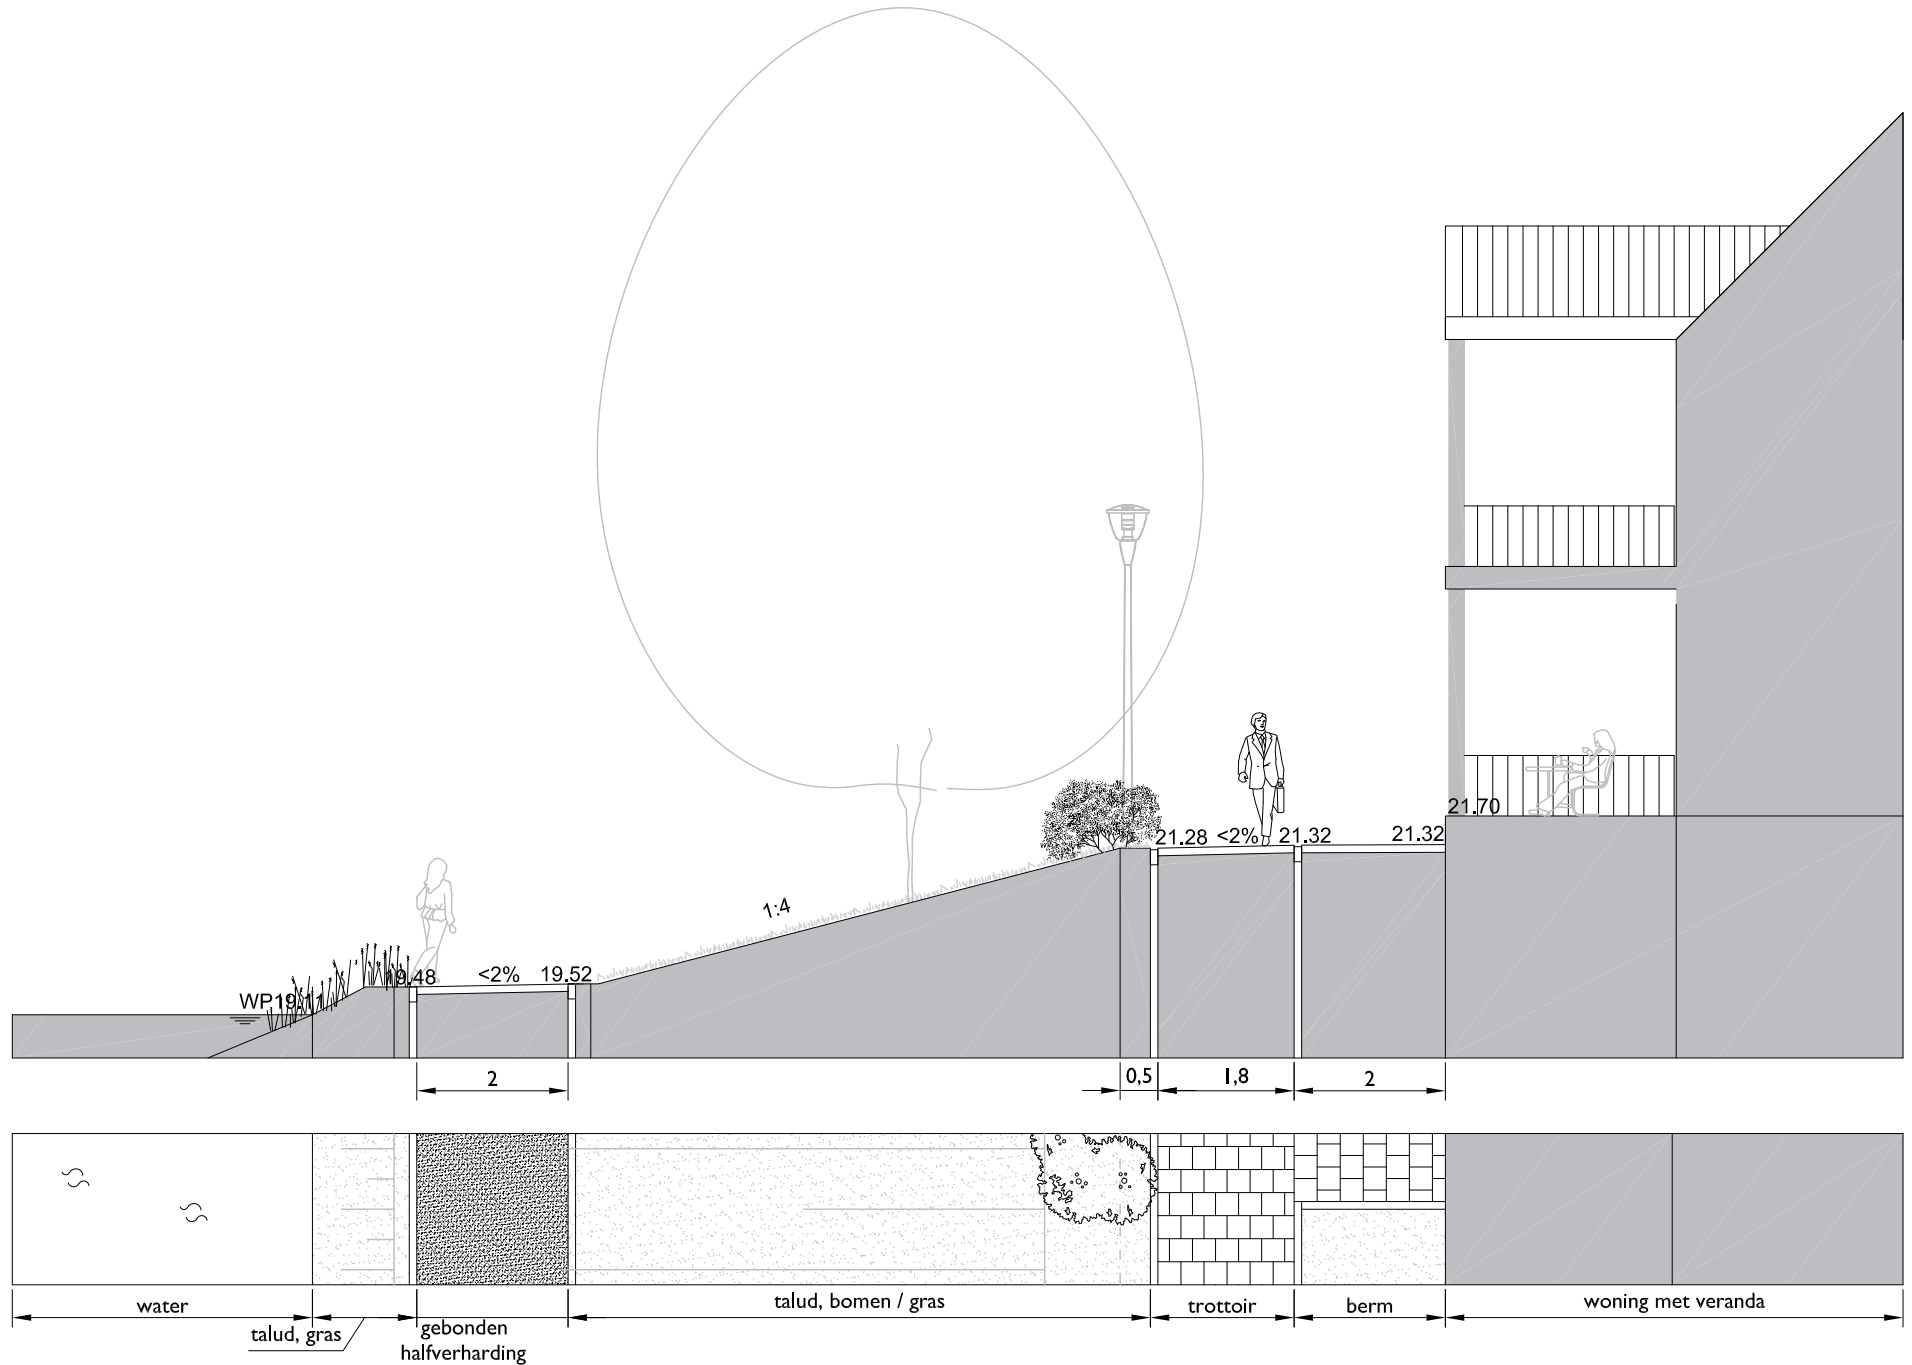 21.70
21.28 <2% 21.32 21.32
1:4
19.48 <2% 19.52
WP19.11
2 0,5 1,8 2
water
talud, gras
gebonden
halfverharding
talud, bomen / gras
trottoir
berm
woning met veranda